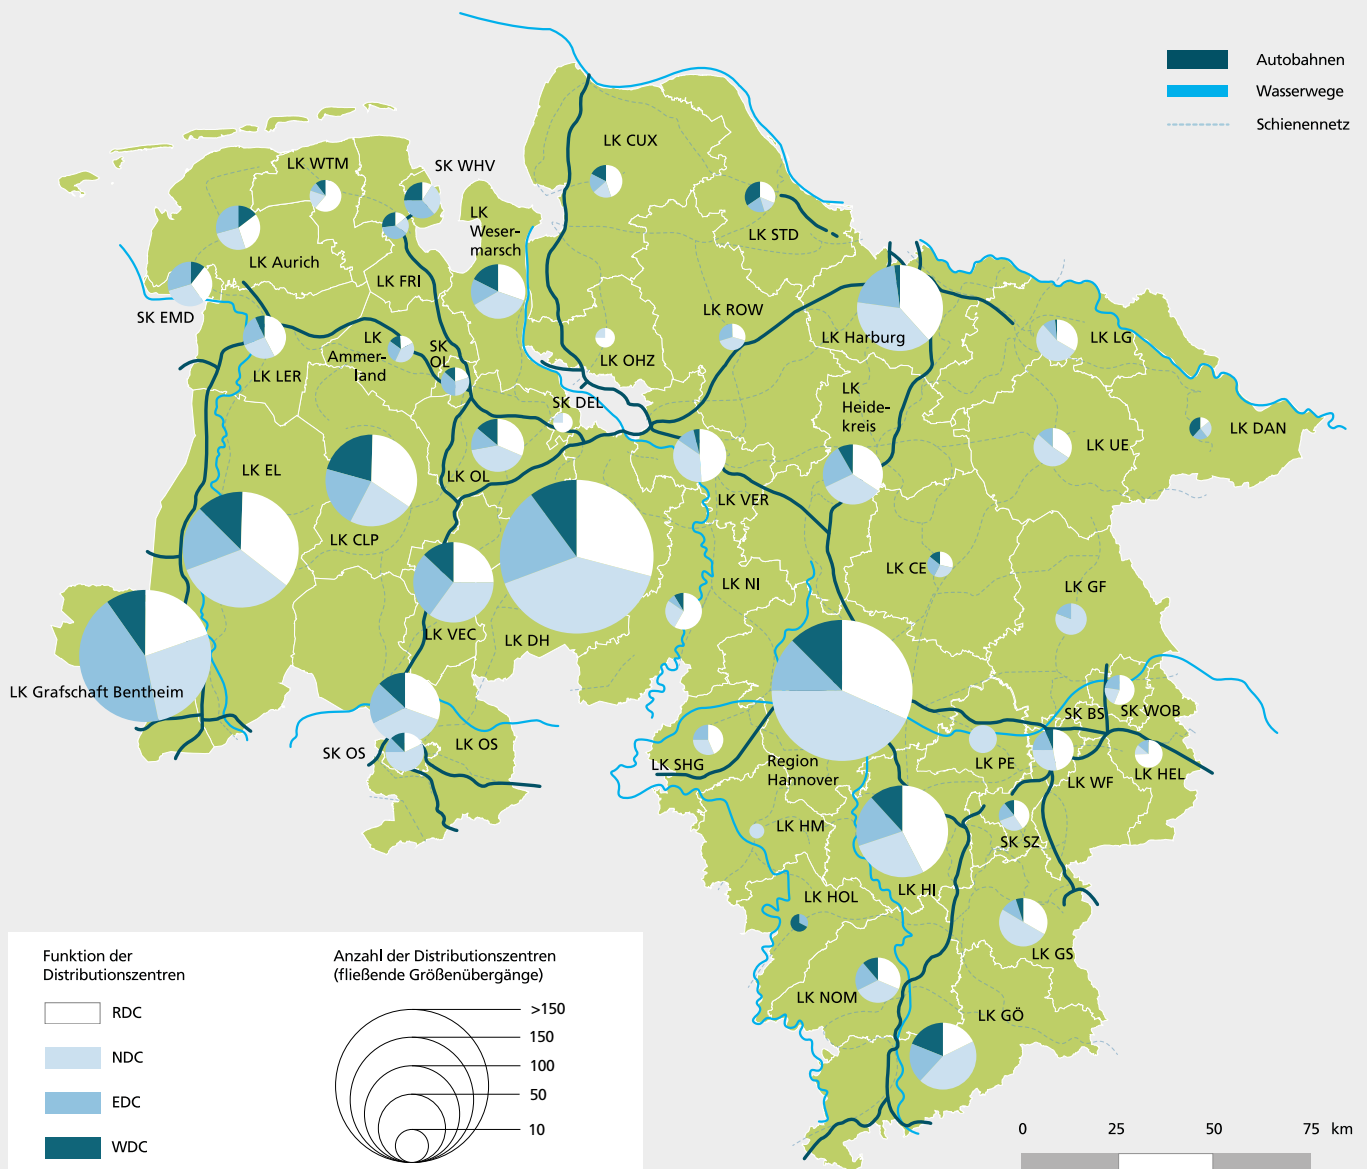 Autobahnen
Wasserwege
Schienennetz
LK CUX
LK WTM
SK WHV
LK
Weser-
marsch
LK STD
LK Aurich
LK FRI
SK EMD
LK ROW
LK Harburg
LK LG
LK
Ammer-
land
SK
OL
LK OHZ
LK LER
LK
Heide-
kreis
SK DEL
LK DAN
LK UE
LK EL
LK OL
LK VER
LK CLP
LK CE
LK NI
LK GF
LK VEC
LK DH
LK Grafschaft Bentheim
SK BS
SK WOB
SK OS
LK OS
LK SHG
Region
Hannover
LK PE
LK WF
LK HEL
LK HM
SK SZ
LK HOL
LK HI
LK GS
LK NOM
LK GÖ
Funktion der
Distributionszentren
RDC
NDC
EDC
WDC
Anzahl der Distributionszentren
(fließende Größenübergänge)
>150
150
100
50
10
0 25 50 75 km